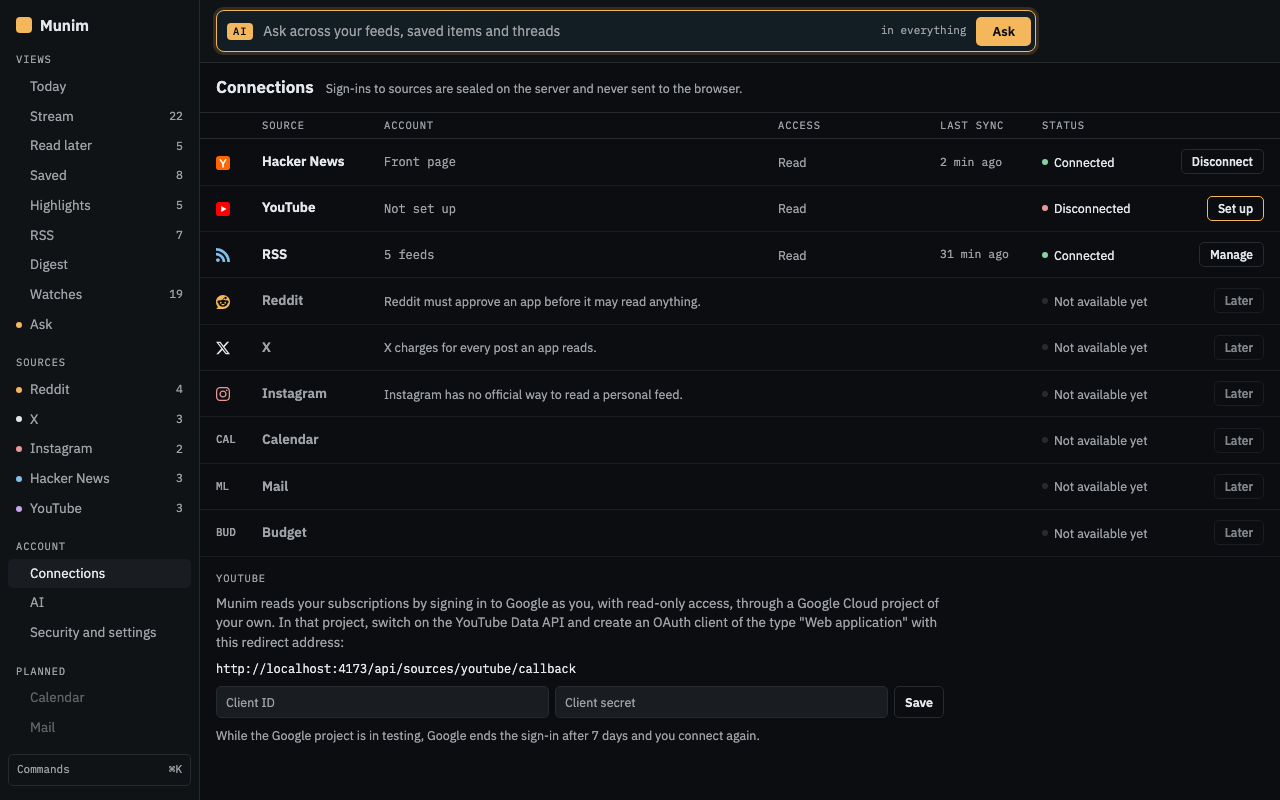 Munim
VIEWS
Today
Stream 22
Read later 5
Saved 8
Highlights 5
RSS 7
Digest
Watches 19
Ask
SOURCES
Reddit 4
X 3
Instagram 2
Hacker News 3
YouTube 3
ACCOUNT
Connections
AI
Security and settings
PLANNED
Calendar
Mail
Commands ⌘K
AI Ask across your feeds, saved items and threads in everything Ask
Connections Sign-ins to sources are sealed on the server and never sent to the browser.
SOURCE ACCOUNT ACCESS LAST SYNC STATUS
Y Hacker News Front page Read 2 min ago Connected Disconnect
YouTube Not set up Read Disconnected Set up
RSS 5 feeds Read 31 min ago Connected Manage
Reddit Reddit must approve an app before it may read anything. Not available yet Later
X X charges for every post an app reads. Not available yet Later
Instagram Instagram has no official way to read a personal feed. Not available yet Later
CAL Calendar Not available yet Later
ML Mail Not available yet Later
BUD Budget Not available yet Later
YOUTUBE
Munim reads your subscriptions by signing in to Google as you, with read-only access, through a Google Cloud project of
your own. In that project, switch on the YouTube Data API and create an OAuth client of the type "Web application" with
this redirect address:
http://localhost:4173/api/sources/youtube/callback
Client ID Client secret Save
While the Google project is in testing, Google ends the sign-in after 7 days and you connect again.